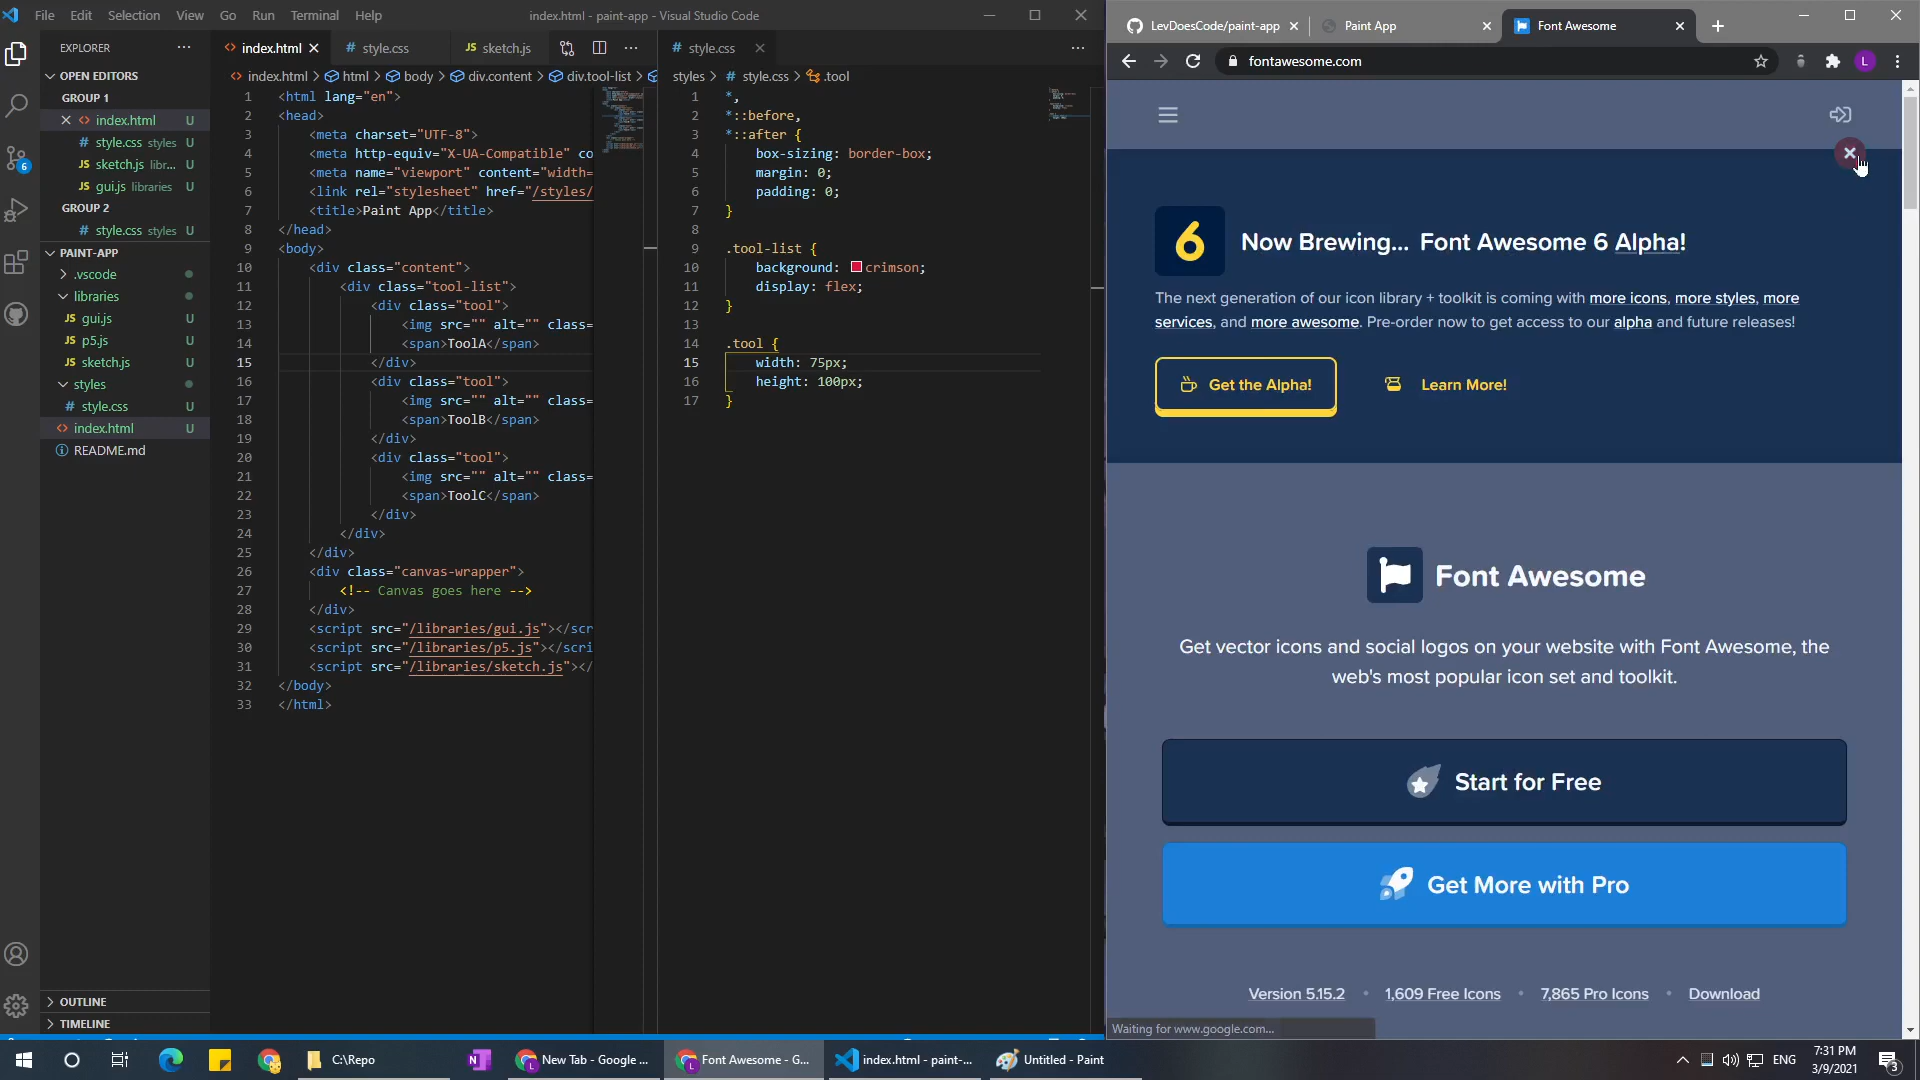 File Edit Selection View Go Run Terminal Help
index.html - paint-app - Visual Studio Code
EXPLORER
OPEN EDITORS
GROUP 1
index.html U
style.css styles U
sketch.js libr... U
gui.js libraries U
GROUP 2
style.css styles U
PAINT-APP
.vscode
libraries
gui.js U
p5.js U
sketch.js U
styles
style.css U
index.html U
README.md
OUTLINE
TIMELINE
6
index.html
style.css
sketch.js
index.html > html > body > div.content > div.tool-list >
1 <html lang="en">
2 <head>
3 <meta charset="UTF-8">
4 <meta http-equiv="X-UA-Compatible" co
5 <meta name="viewport" content="width=
6 <link rel="stylesheet" href="/styles/
7 <title>Paint App</title>
8 </head>
9 <body>
10 <div class="content">
11 <div class="tool-list">
12 <div class="tool">
13 <img src="" alt="" class=
14 <span>ToolA</span>
15 </div>
16 <div class="tool">
17 <img src="" alt="" class=
18 <span>ToolB</span>
19 </div>
20 <div class="tool">
21 <img src="" alt="" class=
22 <span>ToolC</span>
23 </div>
24 </div>
25 </div>
26 <div class="canvas-wrapper">
27 <!-- Canvas goes here -->
28 </div>
29 <script src="/libraries/gui.js"></scr
30 <script src="/libraries/p5.js"></scri
31 <script src="/libraries/sketch.js"></
32 </body>
33 </html>
style.css
styles > style.css > .tool
1 *,
2 *::before,
3 *::after {
4 box-sizing: border-box;
5 margin: 0;
6 padding: 0;
7 }
8
9 .tool-list {
10 background: crimson;
11 display: flex;
12 }
13
14 .tool {
15 width: 75px;
16 height: 100px;
17 }
LevDoesCode/paint-app
Paint App
Font Awesome
fontawesome.com
L
6
Now Brewing... Font Awesome 6 Alpha!
The next generation of our icon library + toolkit is coming with more icons, more styles, more
services, and more awesome. Pre-order now to get access to our alpha and future releases!
Get the Alpha!
Learn More!
Font Awesome
Get vector icons and social logos on your website with Font Awesome, the
web's most popular icon set and toolkit.
Start for Free
Get More with Pro
Version 5.15.2 • 1,609 Free Icons • 7,865 Pro Icons • Download
Waiting for www.google.com...
C:\Repo
New Tab - Google ...
Font Awesome - G...
index.html - paint-...
Untitled - Paint
ENG
7:31 PM
3/9/2021
3